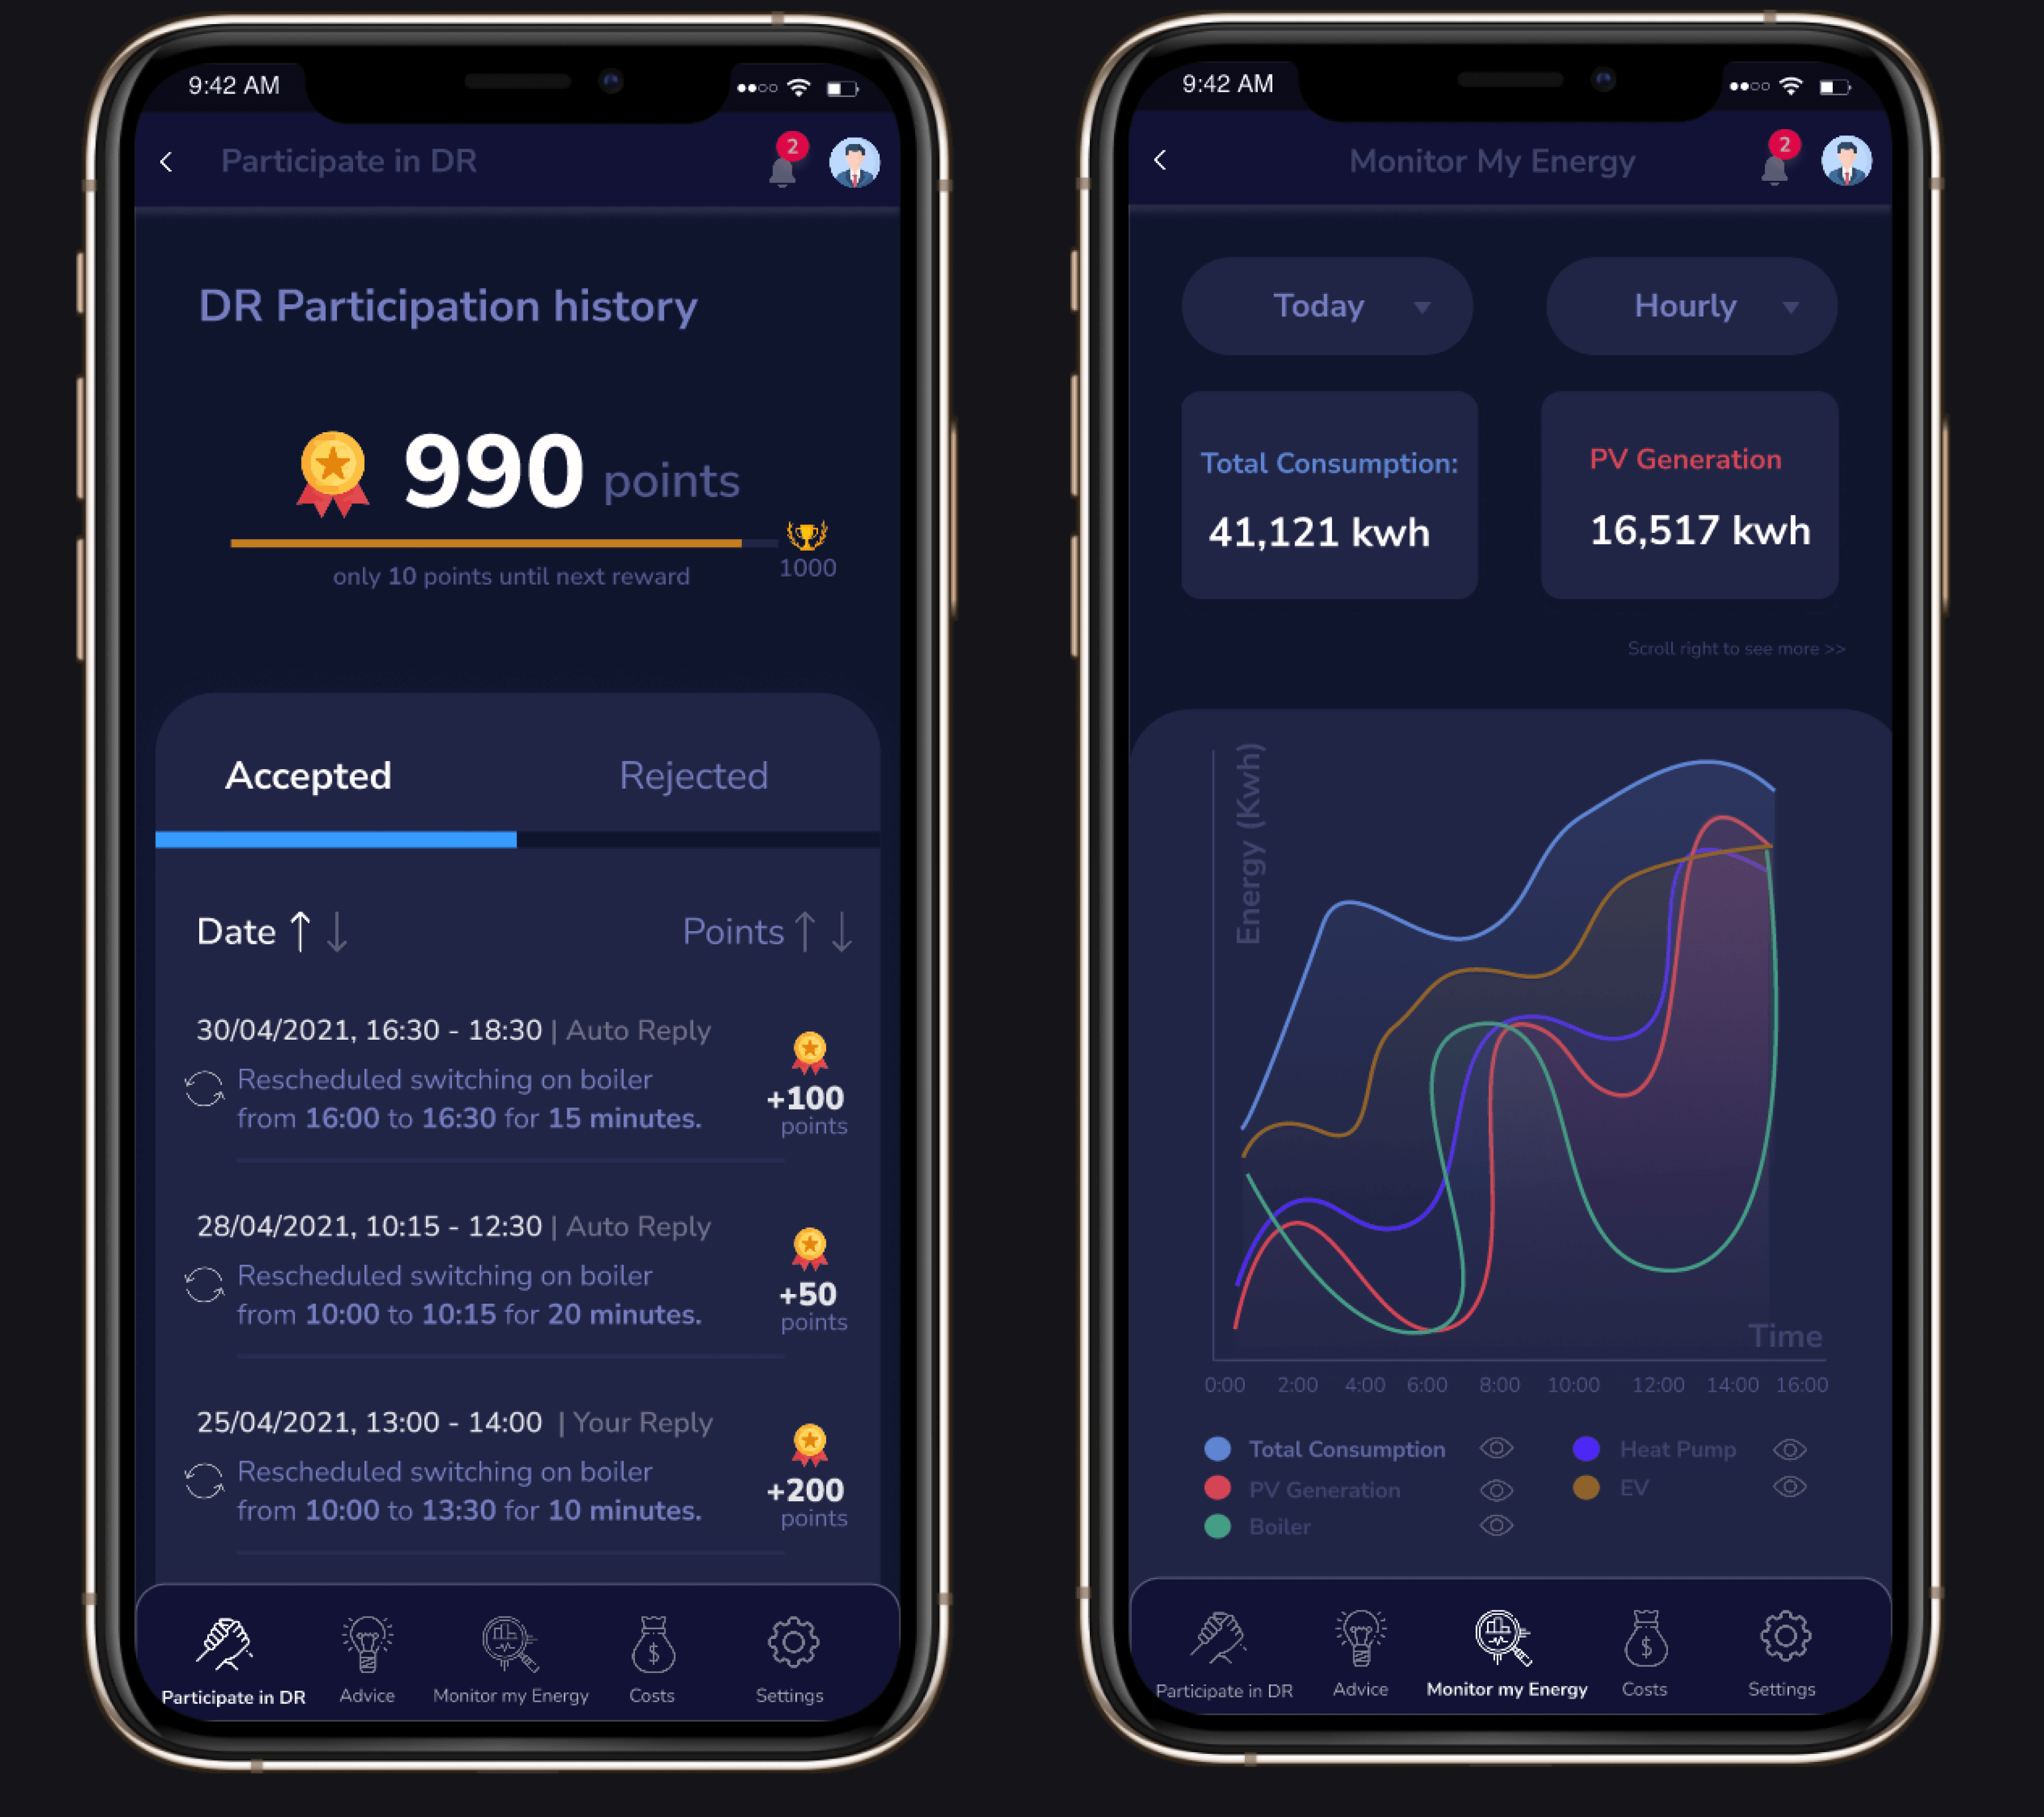 9:42 AM
Participate in DR
2
DR Participation history
990 points
1000
only 10 points until next reward
Accepted
Rejected
Date ↑ ↓
Points ↑ ↓
30/04/2021, 16:30 - 18:30 | Auto Reply
Rescheduled switching on boiler
from 16:00 to 16:30 for 15 minutes.
+100
points
28/04/2021, 10:15 - 12:30 | Auto Reply
Rescheduled switching on boiler
from 10:00 to 10:15 for 20 minutes.
+50
points
25/04/2021, 13:00 - 14:00 | Your Reply
Rescheduled switching on boiler
from 10:00 to 13:30 for 10 minutes.
+200
points
Participate in DR
Advice
Monitor my Energy
$
Costs
Settings
9:42 AM
Monitor My Energy
2
Today
Hourly
Total Consumption:
41,121 kwh
PV Generation
16,517 kwh
Scroll right to see more >>
Energy (Kwh)
Time
0:00 2:00 4:00 6:00 8:00 10:00 12:00 14:00 16:00
Total Consumption
Heat Pump
PV Generation
EV
Boiler
Participate in DR
Advice
Monitor my Energy
$
Costs
Settings